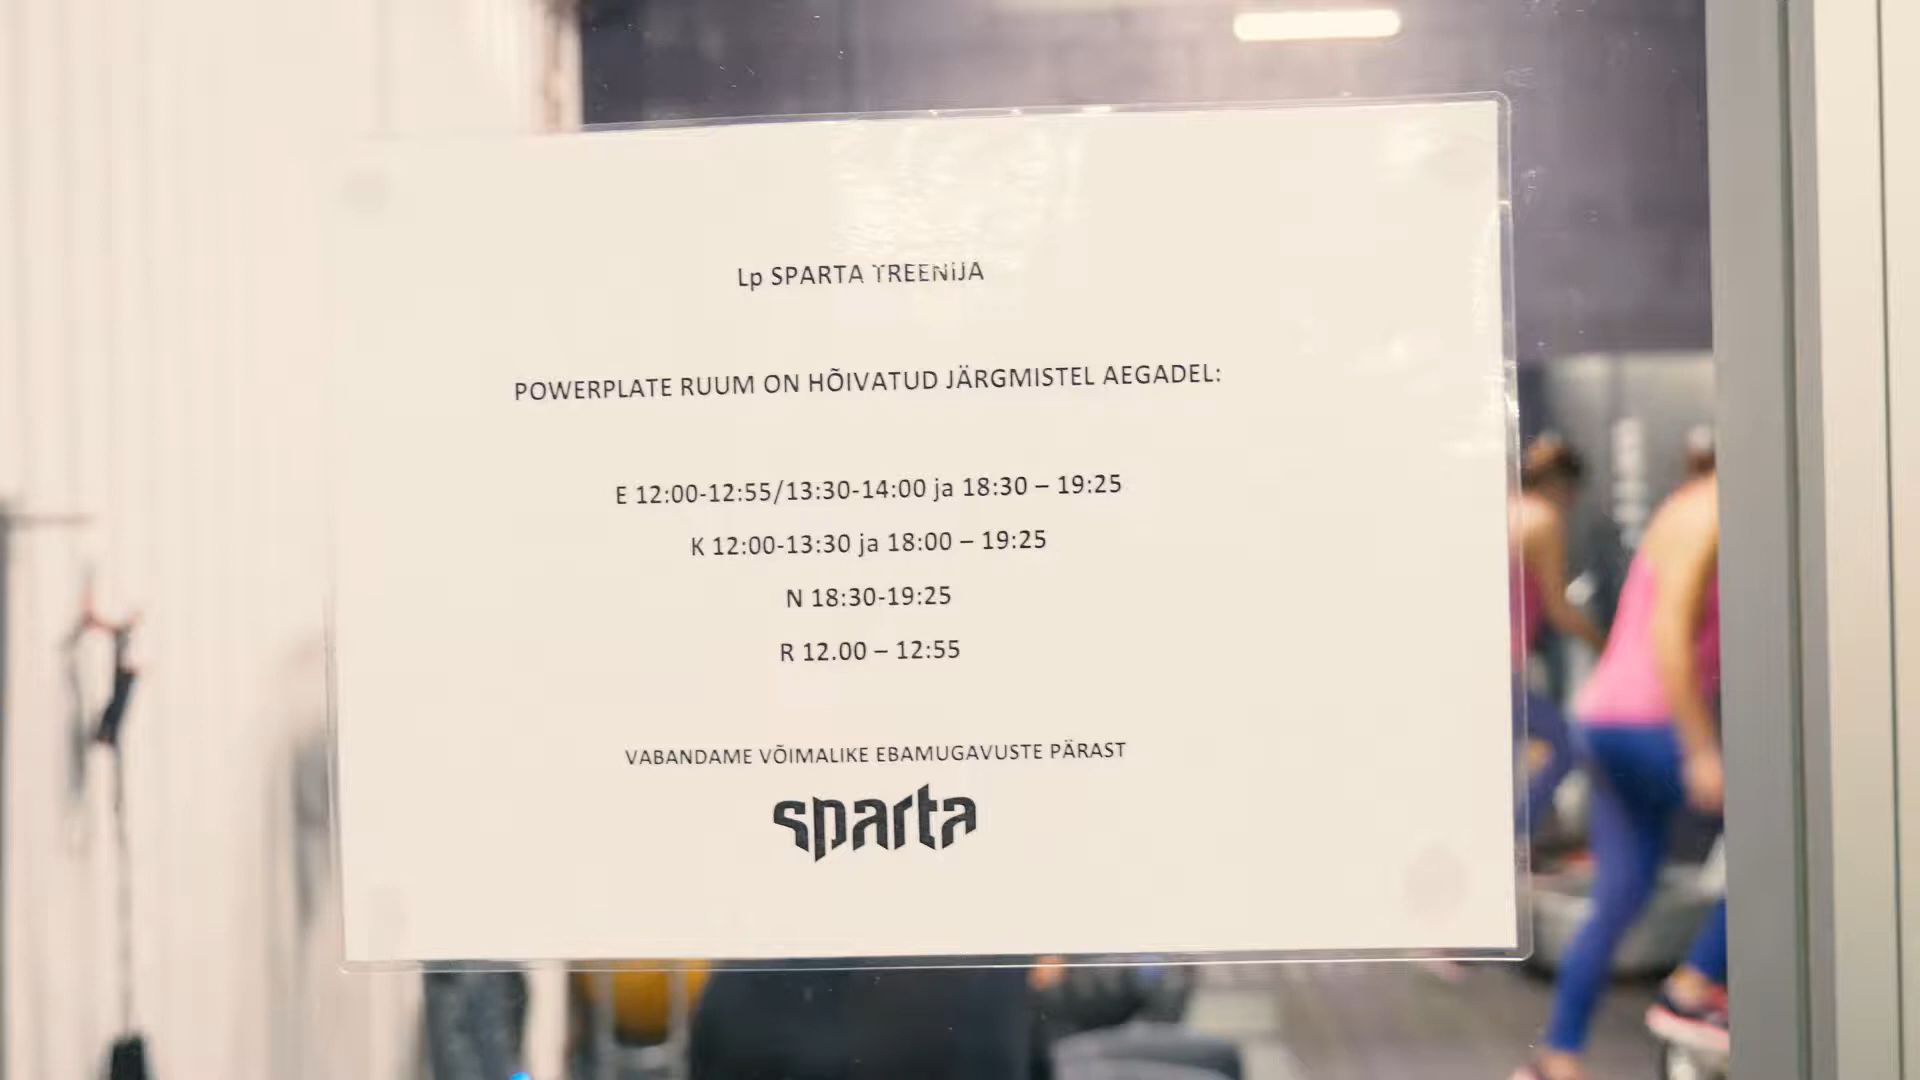 Lp SPARTA TREENIJA
POWERPLATE RUUM ON HÕIVATUD JÄRGMISTEL AEGADEL:
E 12:00-12:55/13:30-14:00 ja 18:30 – 19:25
K 12:00-13:30 ja 18:00 – 19:25
N 18:30-19:25
R 12.00 – 12:55
VABANDAME VÕIMALIKE EBAMUGAVUSTE PÄRAST
sparta